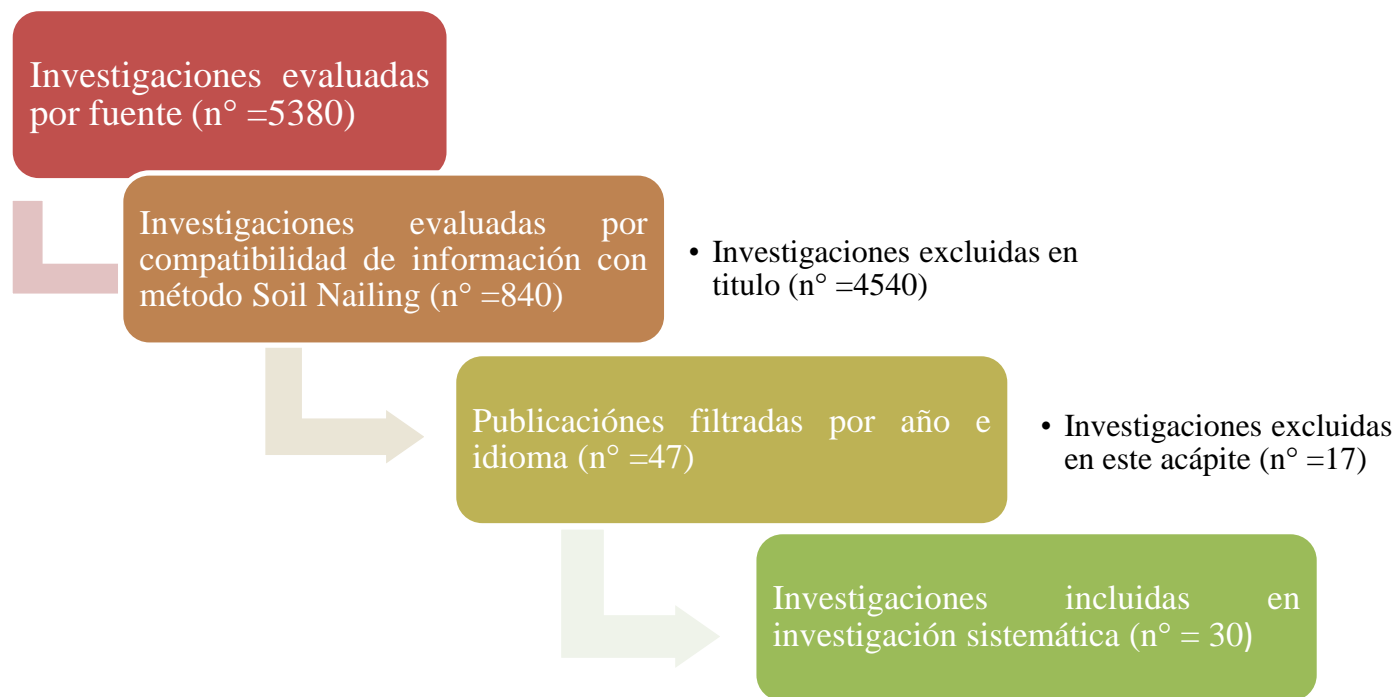 Investigaciones evaluadas
por fuente (n° =5380)
Investigaciones evaluadas por
compatibilidad de información con
método Soil Nailing (n° =840)
• Investigaciones excluidas en
titulo (n° =4540)
Publicaciónes filtradas por año e
idioma (n° =47)
• Investigaciones excluidas
en este acápite (n° =17)
Investigaciones incluidas en
investigación sistemática (n° = 30)